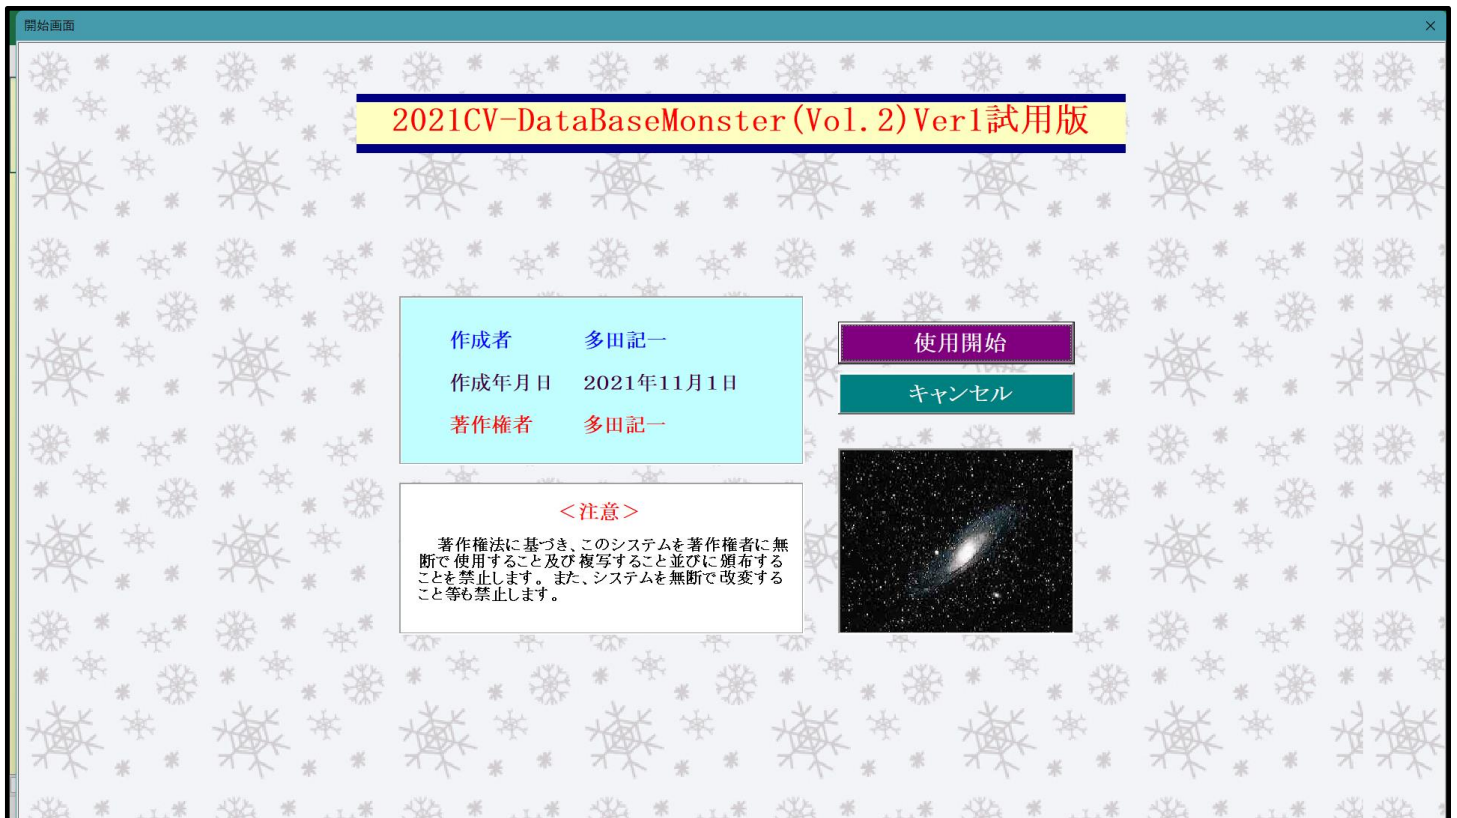 開始画面
2021CV-DataBaseMonster(Vol.2)Ver1試用版
作成者 多田記一
作成年月日 2021年11月1日
著作権者 多田記一
使用開始
キャンセル
＜注意＞
著作権法に基づき、このシステムを著作権者に無
断で使用すること及び複写すること並びに頒布する
ことを禁止します。また、システムを無断で改変する
こと等も禁止します。